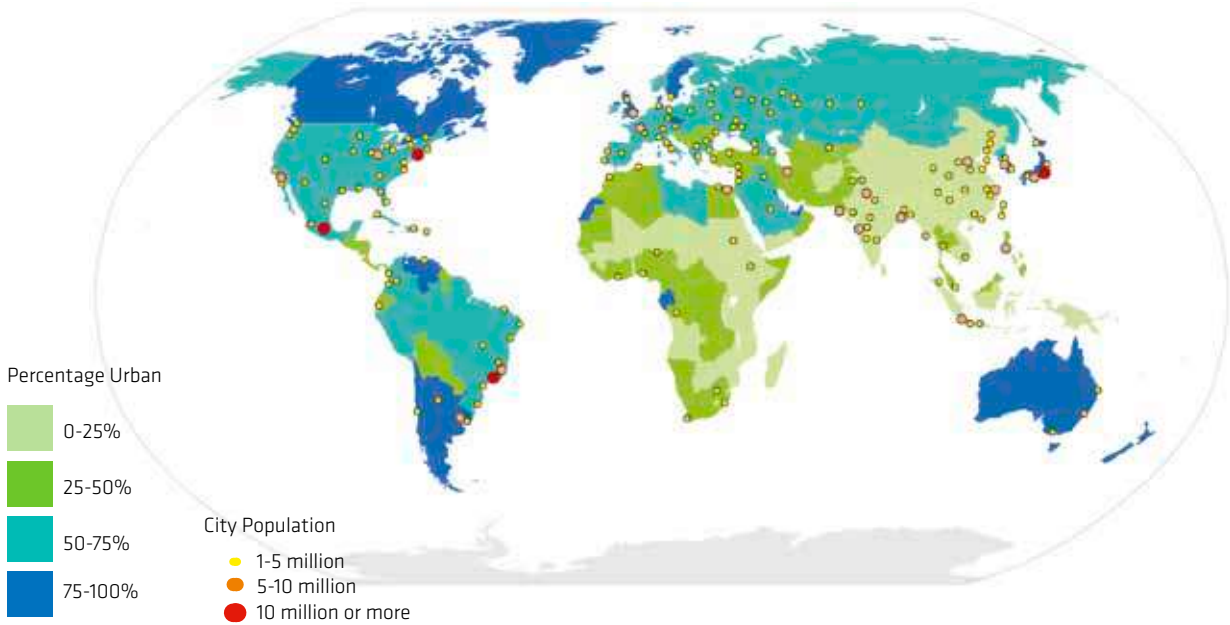 Percentage Urban
0-25%
25-50%
50-75%
75-100%
City Population
1-5 million
5-10 million
10 million or more